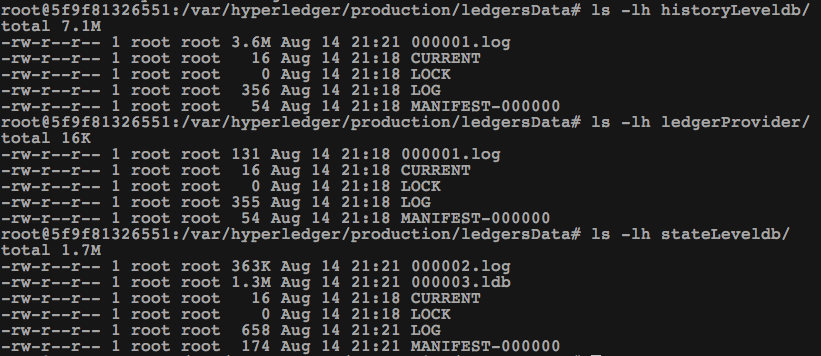 root@5f9f81326551:/var/hyperledger/production/ledgersData# ls -lh historyLeveldb/
total 7.1M
-rw-r--r-- 1 root root 3.6M Aug 14 21:21 000001.log
-rw-r--r-- 1 root root   16 Aug 14 21:18 CURRENT
-rw-r--r-- 1 root root    0 Aug 14 21:18 LOCK
-rw-r--r-- 1 root root  356 Aug 14 21:18 LOG
-rw-r--r-- 1 root root   54 Aug 14 21:18 MANIFEST-000000
root@5f9f81326551:/var/hyperledger/production/ledgersData# ls -lh ledgerProvider/
total 16K
-rw-r--r-- 1 root root 131 Aug 14 21:18 000001.log
-rw-r--r-- 1 root root  16 Aug 14 21:18 CURRENT
-rw-r--r-- 1 root root   0 Aug 14 21:18 LOCK
-rw-r--r-- 1 root root 355 Aug 14 21:18 LOG
-rw-r--r-- 1 root root  54 Aug 14 21:18 MANIFEST-000000
root@5f9f81326551:/var/hyperledger/production/ledgersData# ls -lh stateLeveldb/
total 1.7M
-rw-r--r-- 1 root root 363K Aug 14 21:21 000002.log
-rw-r--r-- 1 root root 1.3M Aug 14 21:21 000003.ldb
-rw-r--r-- 1 root root   16 Aug 14 21:18 CURRENT
-rw-r--r-- 1 root root    0 Aug 14 21:18 LOCK
-rw-r--r-- 1 root root  658 Aug 14 21:21 LOG
-rw-r--r-- 1 root root  174 Aug 14 21:21 MANIFEST-000000